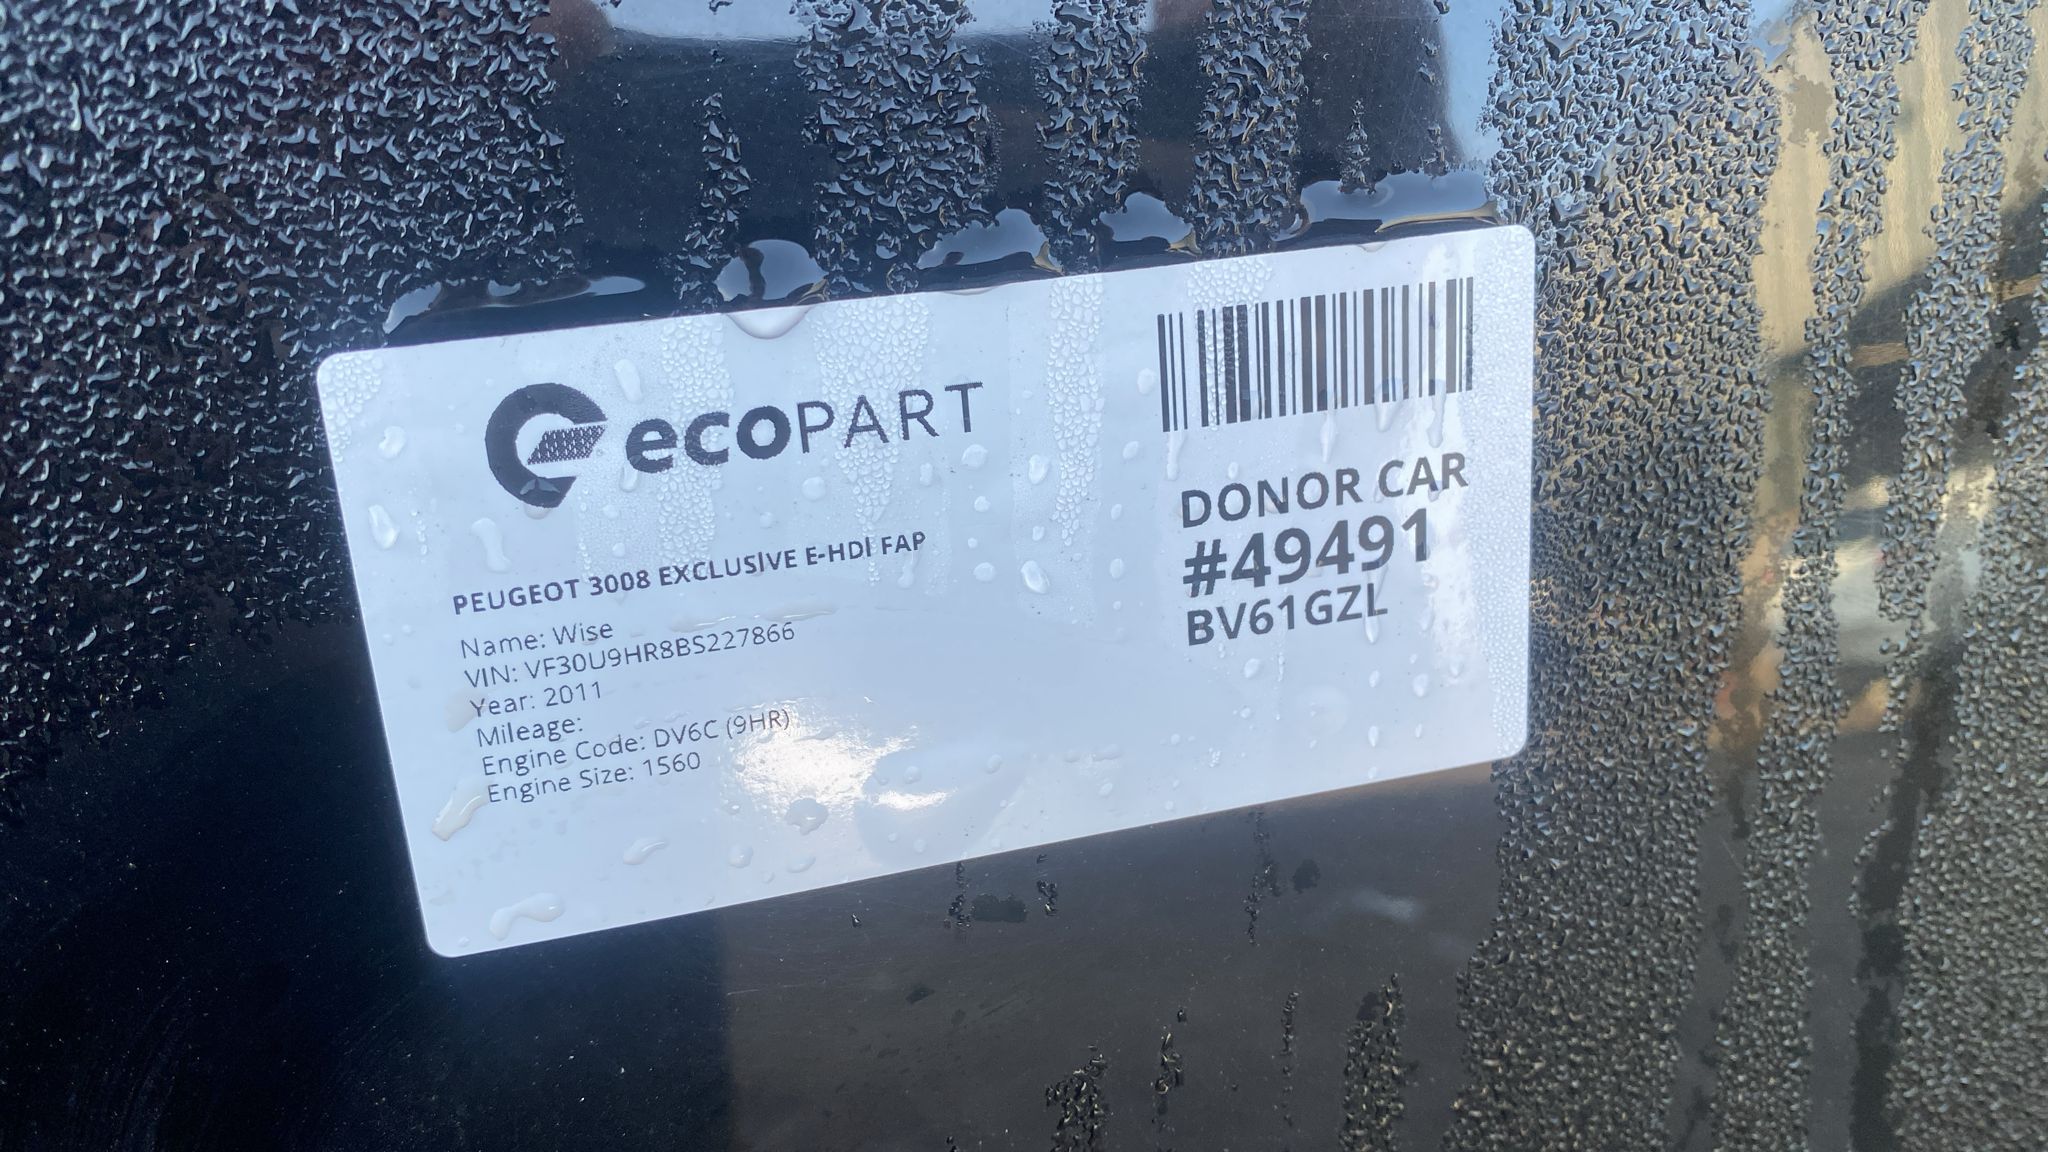 ecoPART
PEUGEOT 3008 EXCLUSIVE E-HDI FAP
Name: Wise
VIN: VF30U9HR8BS227866
Year: 2011
Mileage:
Engine Code: DV6C (9HR)
Engine Size: 1560
DONOR CAR
#49491
BV61GZL